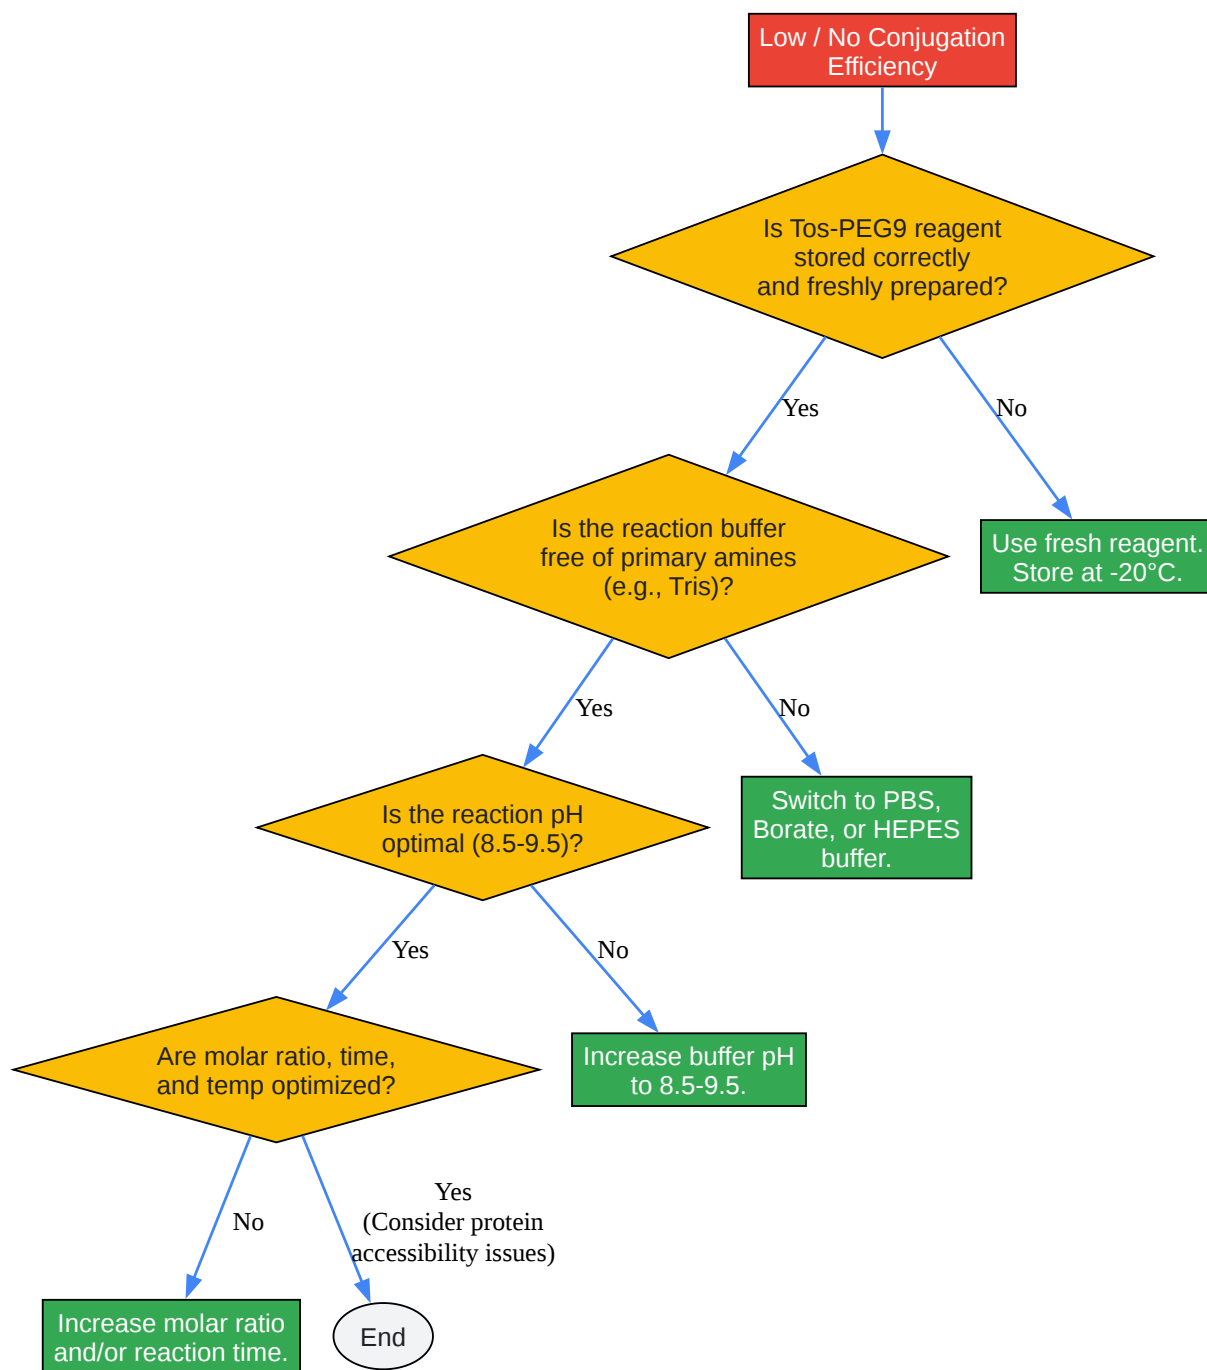 Low / No Conjugation
Efficiency
Is Tos-PEG9 reagent
stored correctly
and freshly prepared?
Yes
No
Is the reaction buffer
free of primary amines
(e.g., Tris)?
Use fresh reagent.
Store at -20°C.
Yes
No
Is the reaction pH
optimal (8.5-9.5)?
Switch to PBS,
Borate, or HEPES
buffer.
Yes
No
Are molar ratio, time,
and temp optimized?
Increase buffer pH
to 8.5-9.5.
No
Yes
(Consider protein
accessibility issues)
Increase molar ratio
and/or reaction time.
End